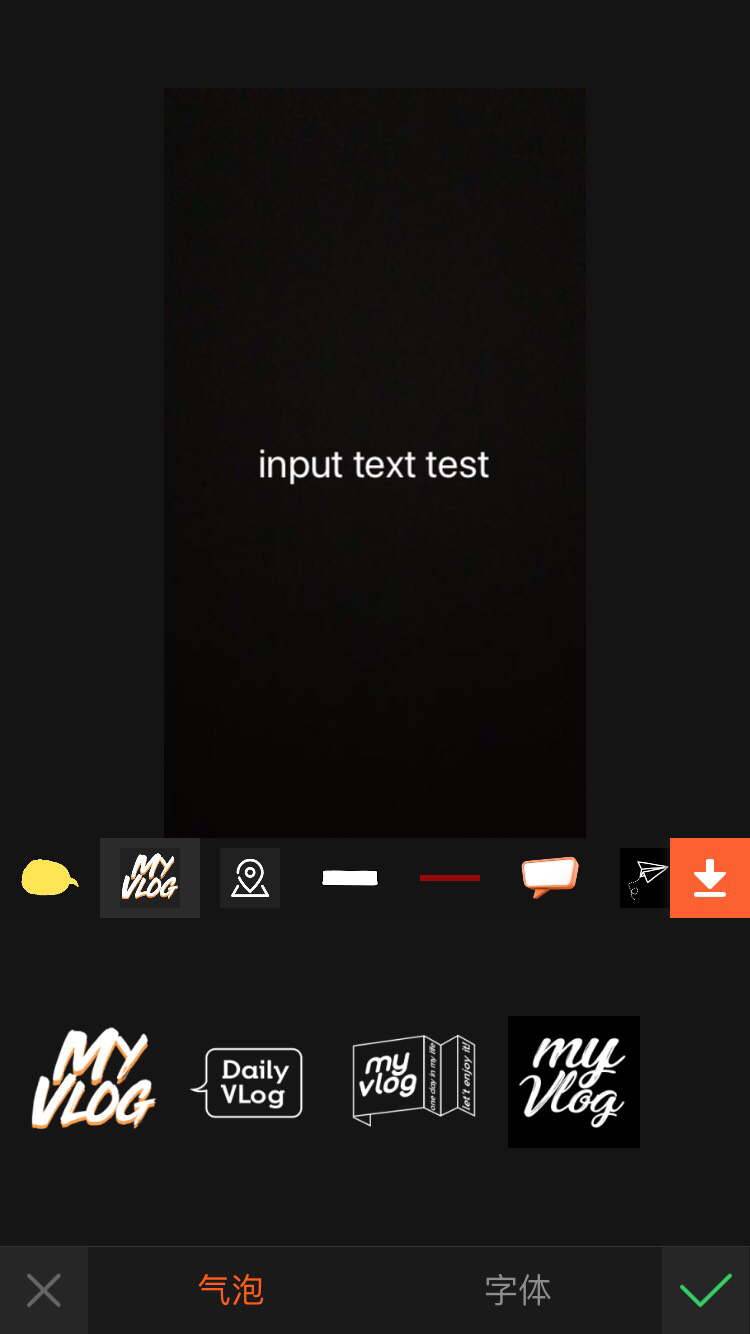 input text test
MY
VLOG
MY
VLOG
Daily
VLog
my
vlog
one day in my life
let't enjoy it!
my
Vlog
气泡
字体